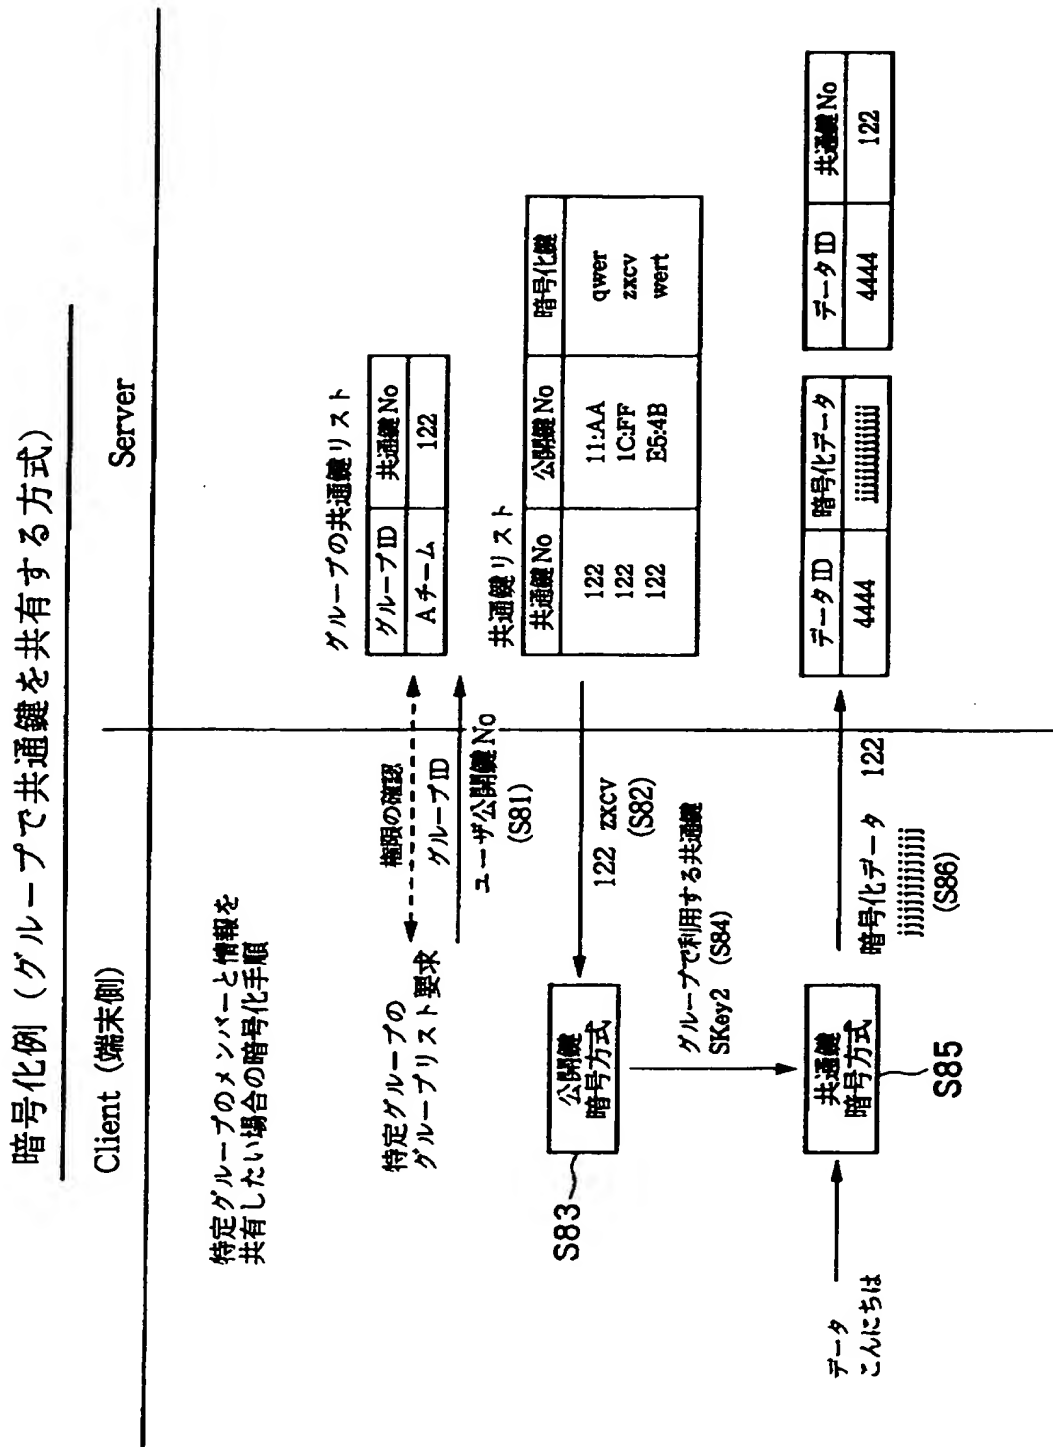 暗号化例（グループで共通鍵を共有する方式）
Client（端末側）
Server
特定グループのメンバーと情報を
共有したい場合の暗号化手順
特定グループの
グループリスト要求
権限の確認
グループID
ユーザ公開鍵No
(S81)
グループの共通鍵リスト
グループID 共通鍵No
Aチーム 122
共通鍵リスト
共通鍵No 公開鍵No 暗号化鍵
122 11:AA qwer
122 1C:FF zxcv
122 E5:4B wert
122 zxcv
(S82)
公開鍵
暗号方式
S83
グループで利用する共通鍵
SKey2 (S84)
データ
こんにちは
共通鍵
暗号方式
S85
暗号化データ 122
jjjjjjjjjjjjj
(S86)
データID 暗号化データ
4444 jjjjjjjjjjjjj
データID 共通鍵No
4444 122